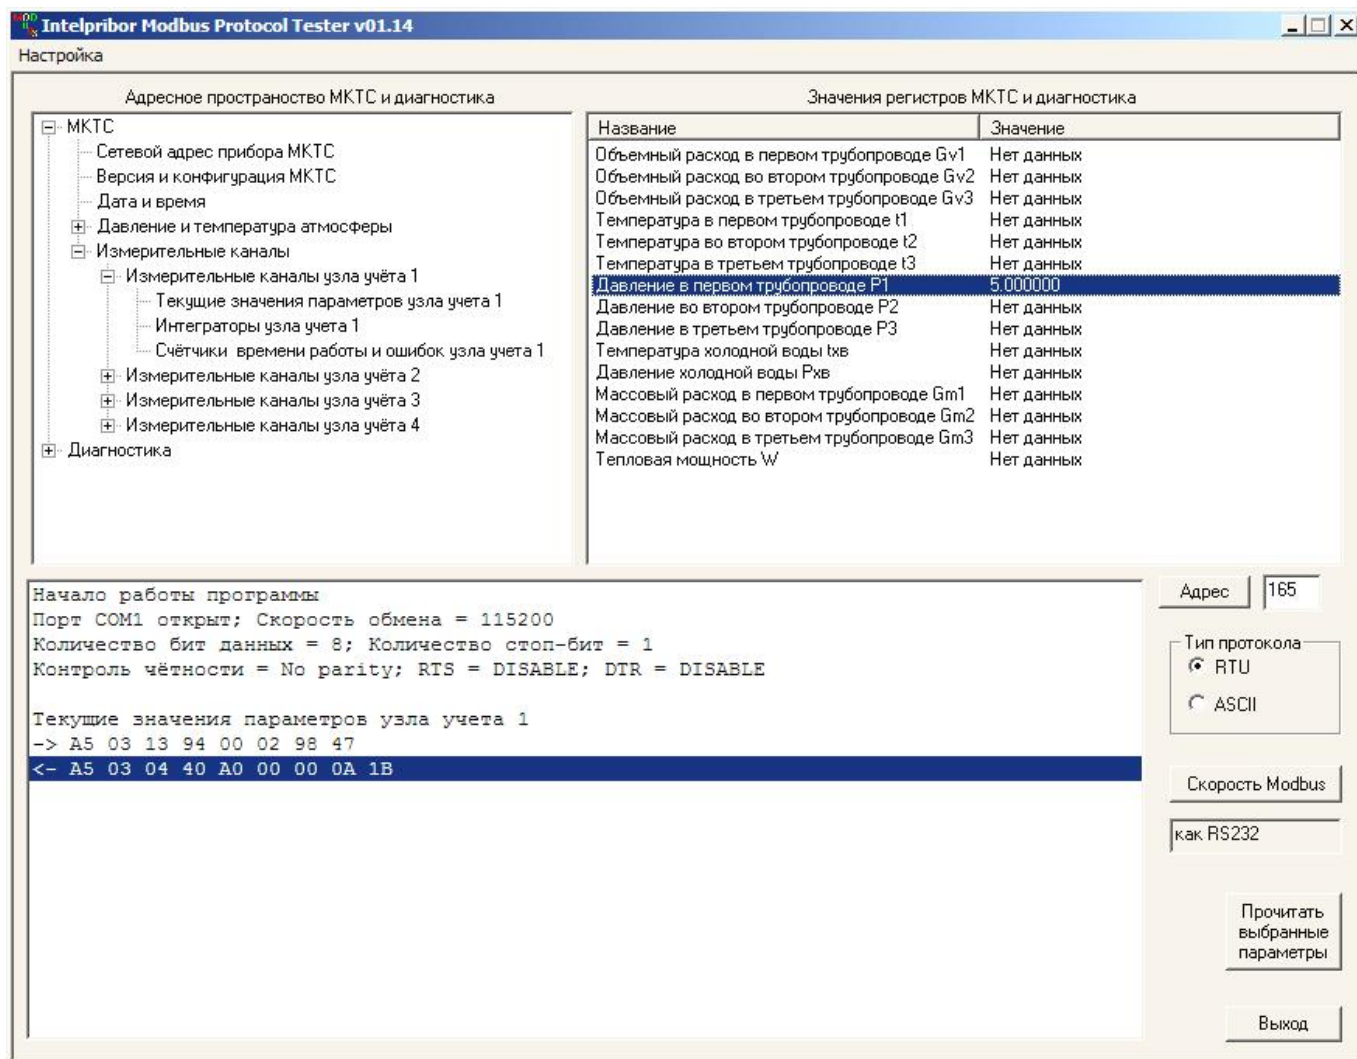 Intelpribor Modbus Protocol Tester v01.14
Настройка
Адресное простраоство МКТС и диагностика
МКТС
Сетевой адрес прибора МКТС
Версия и конфигурация МКТС
Дата и время
Давление и температура атмосферы
Измерительные каналы
Измерительные каналы узла учёта 1
Текущие значения параметров узла учета 1
Интеграторы узла учета 1
Счётчики  времени работы и ошибок узла учета 1
Измерительные каналы узла учёта 2
Измерительные каналы узла учёта 3
Измерительные каналы узла учёта 4
Диагностика
Значения регистров МКТС и диагностика
Название Значение
Объемный расход в первом трубопроводе Gv1 Нет данных
Объемный расход во втором трубопроводе Gv2 Нет данных
Объемный расход в третьем трубопроводе Gv3 Нет данных
Температура в первом трубопроводе t1 Нет данных
Температура во втором трубопроводе t2 Нет данных
Температура в третьем трубопроводе t3 Нет данных
Давление в первом трубопроводе P1 5.000000
Давление во втором трубопроводе P2 Нет данных
Давление в третьем трубопроводе P3 Нет данных
Температура холодной воды tхв Нет данных
Давление холодной воды Pхв Нет данных
Массовый расход в первом трубопроводе Gm1 Нет данных
Массовый расход во втором трубопроводе Gm2 Нет данных
Массовый расход в третьем трубопроводе Gm3 Нет данных
Тепловая мощность W Нет данных
Начало работы программы
Порт COM1 открыт; Скорость обмена = 115200
Количество бит данных = 8; Количество стоп-бит = 1
Контроль чётности = No parity; RTS = DISABLE; DTR = DISABLE
Текущие значения параметров узла учета 1
-> A5 03 13 94 00 02 98 47
<- A5 03 04 40 A0 00 00 0A 1B
Адрес 165
Тип протокола
RTU
ASCII
Скорость Modbus
как RS232
Прочитать
выбранные
параметры
Выход